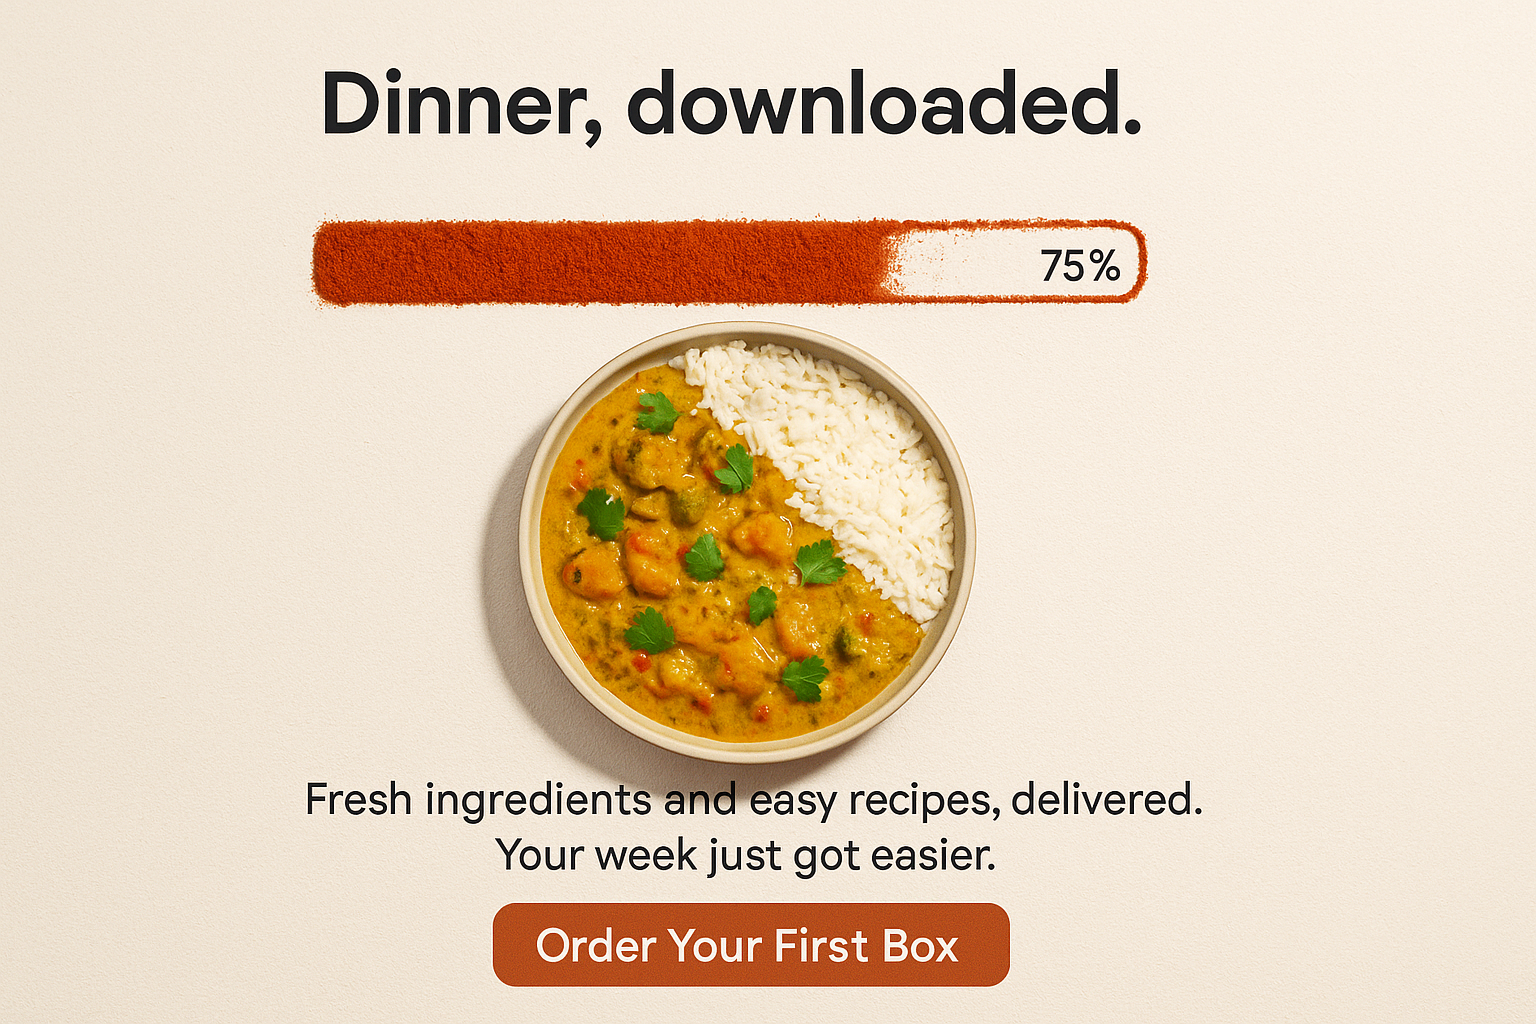 Dinner, downloaded.
75%
Fresh ingredients and easy recipes, delivered.
Your week just got easier.
Order Your First Box